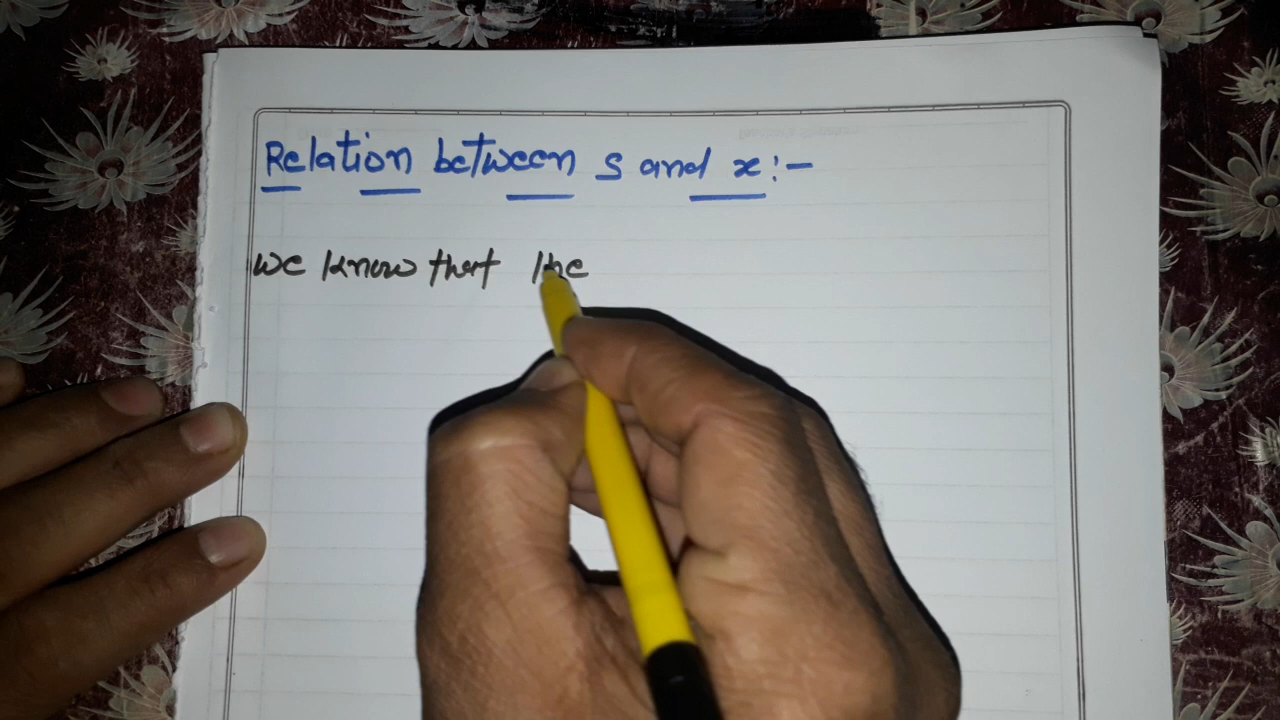 Relation between s and x:-
we know that the